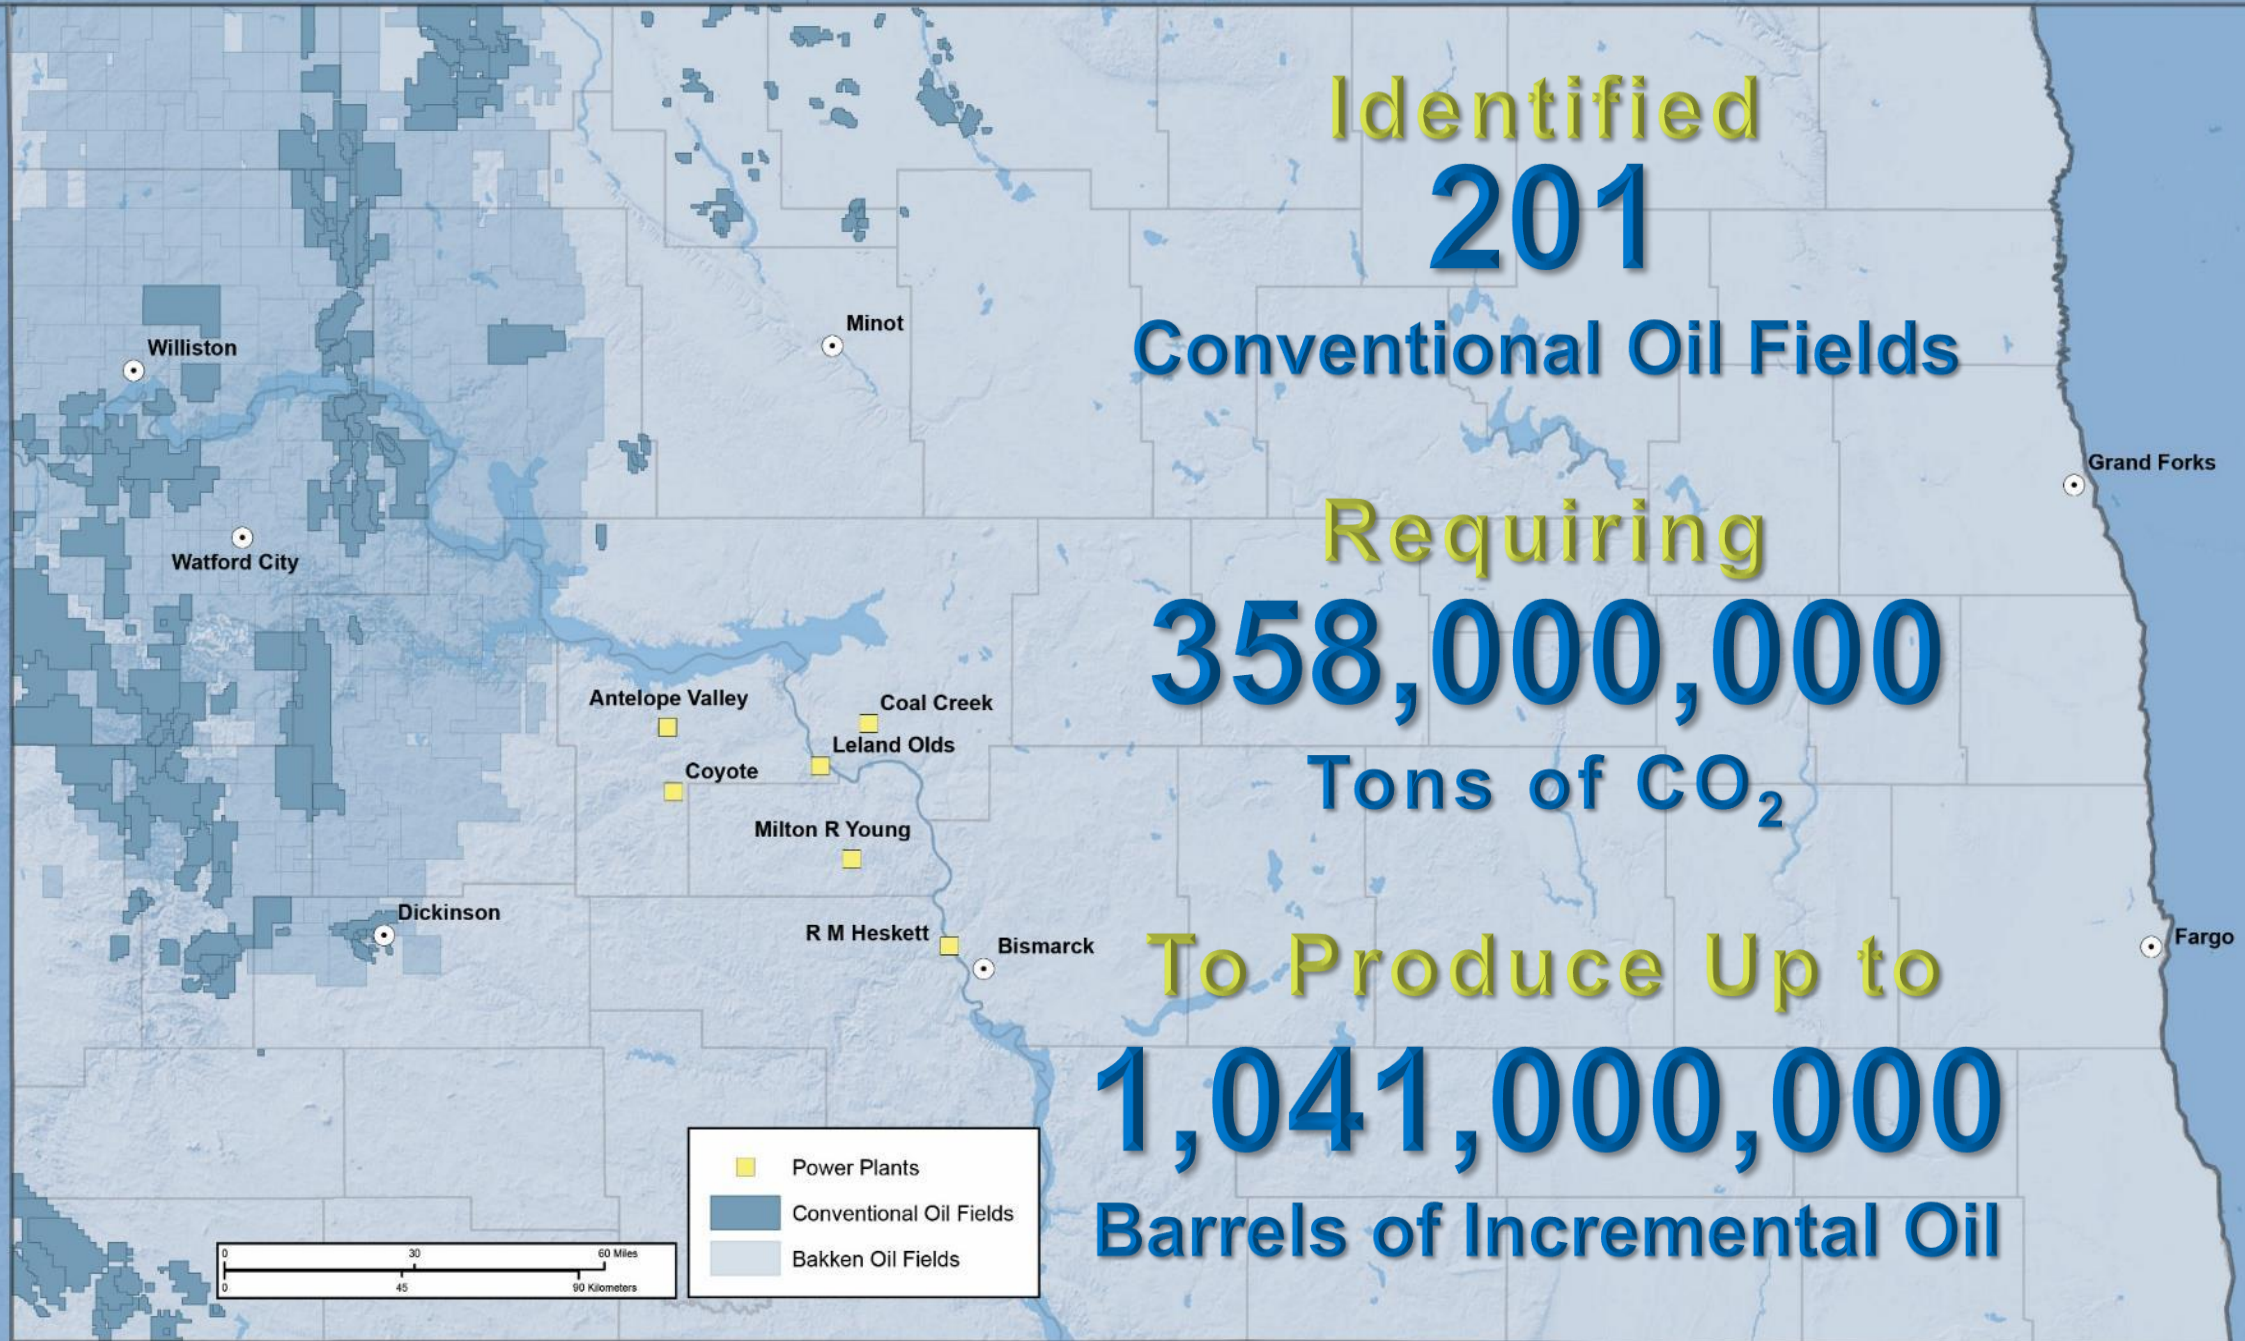 Identified
201
Conventional Oil Fields
Requiring
358,000,000
Tons of CO₂
To Produce Up to
1,041,000,000
Barrels of Incremental Oil
Minot
Williston
Grand Forks
Watford City
Antelope Valley
Coal Creek
Leland Olds
Coyote
Milton R Young
Dickinson
R M Heskett
Bismarck
Fargo
Power Plants
Conventional Oil Fields
Bakken Oil Fields
0 30 60 Miles
0 45 90 Kilometers